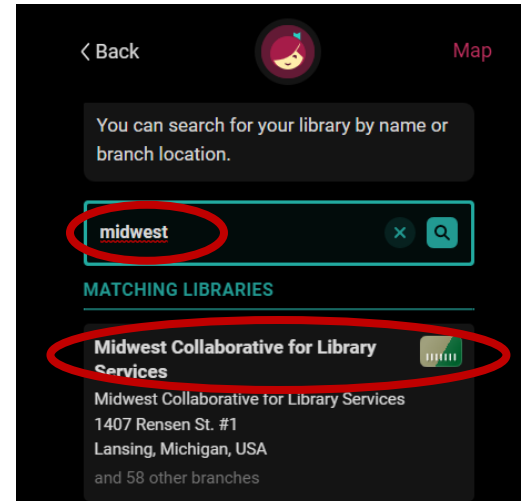 < Back
Map
You can search for your library by name or
branch location.
midwest
MATCHING LIBRARIES
Midwest Collaborative for Library
Services
Midwest Collaborative for Library Services
1407 Rensen St. #1
Lansing, Michigan, USA
and 58 other branches